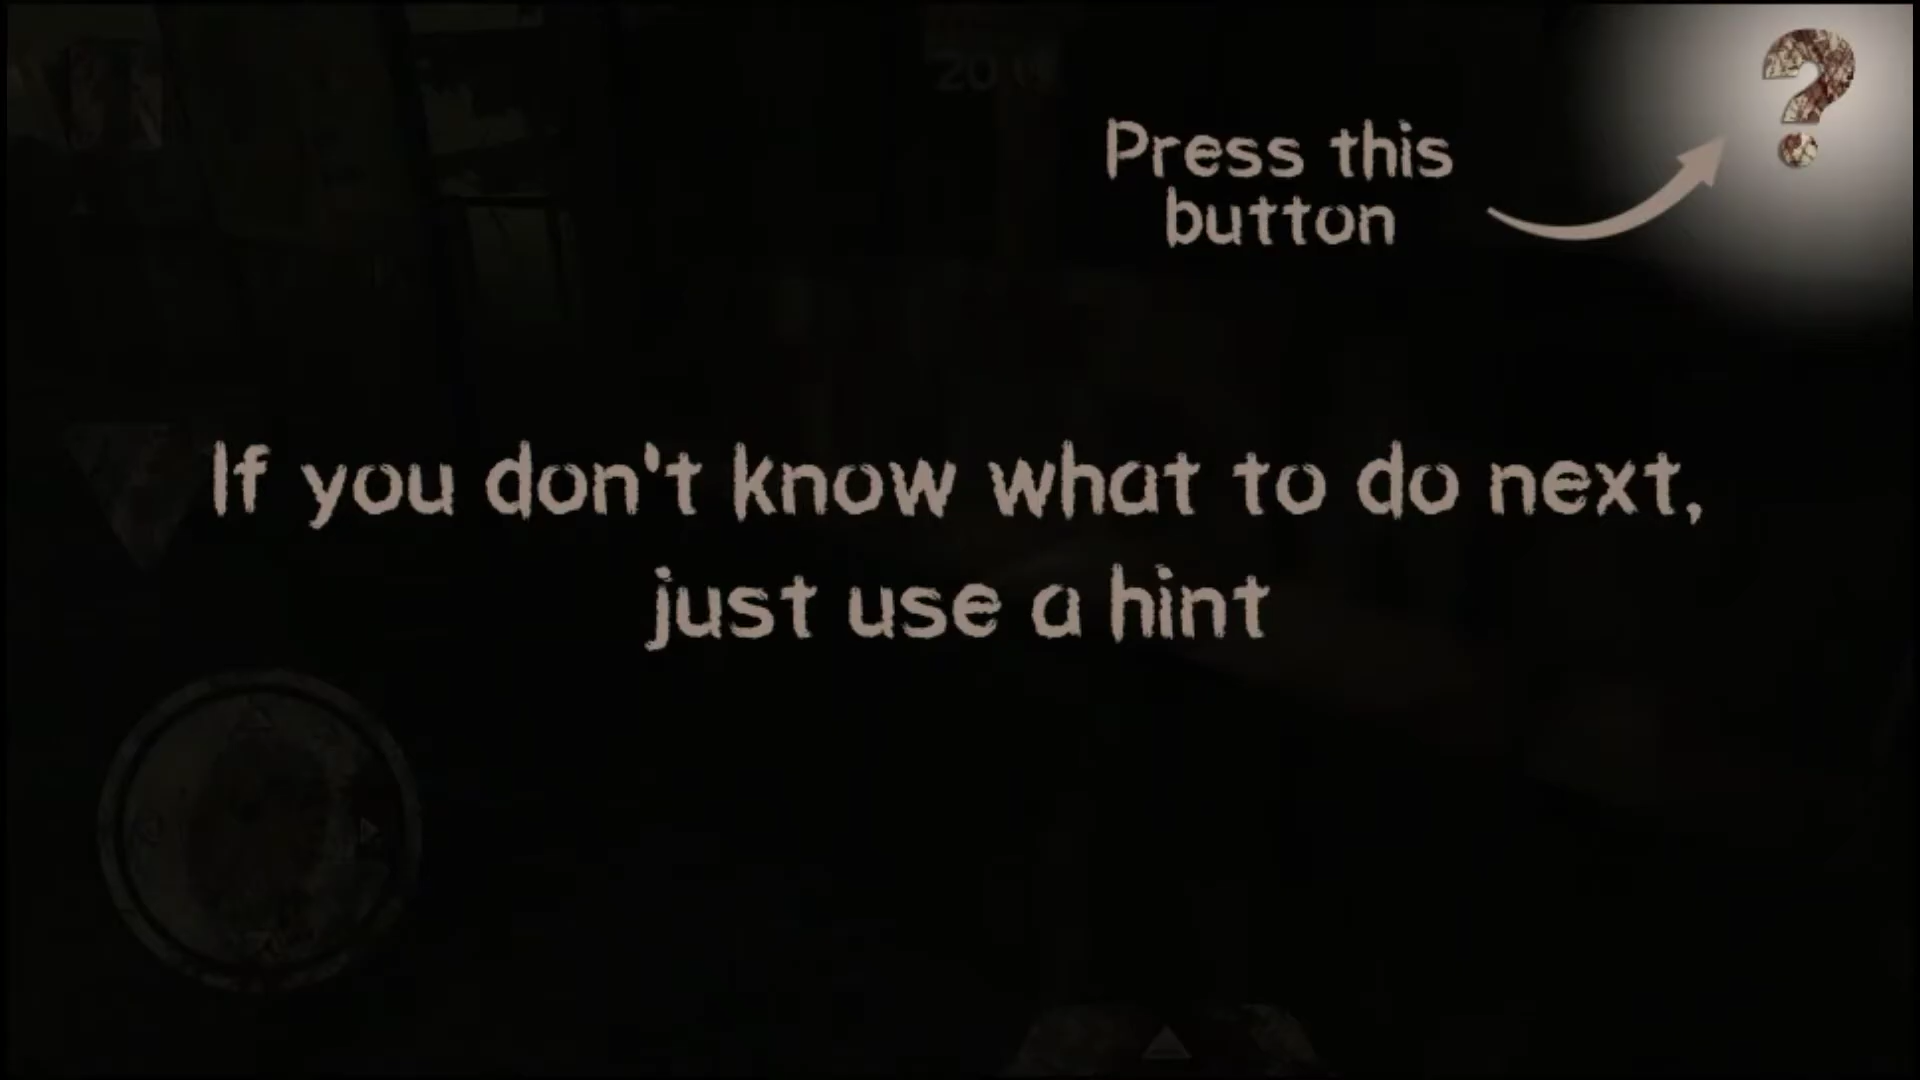 ?
Press this
button
If you don't know what to do next,
just use a hint